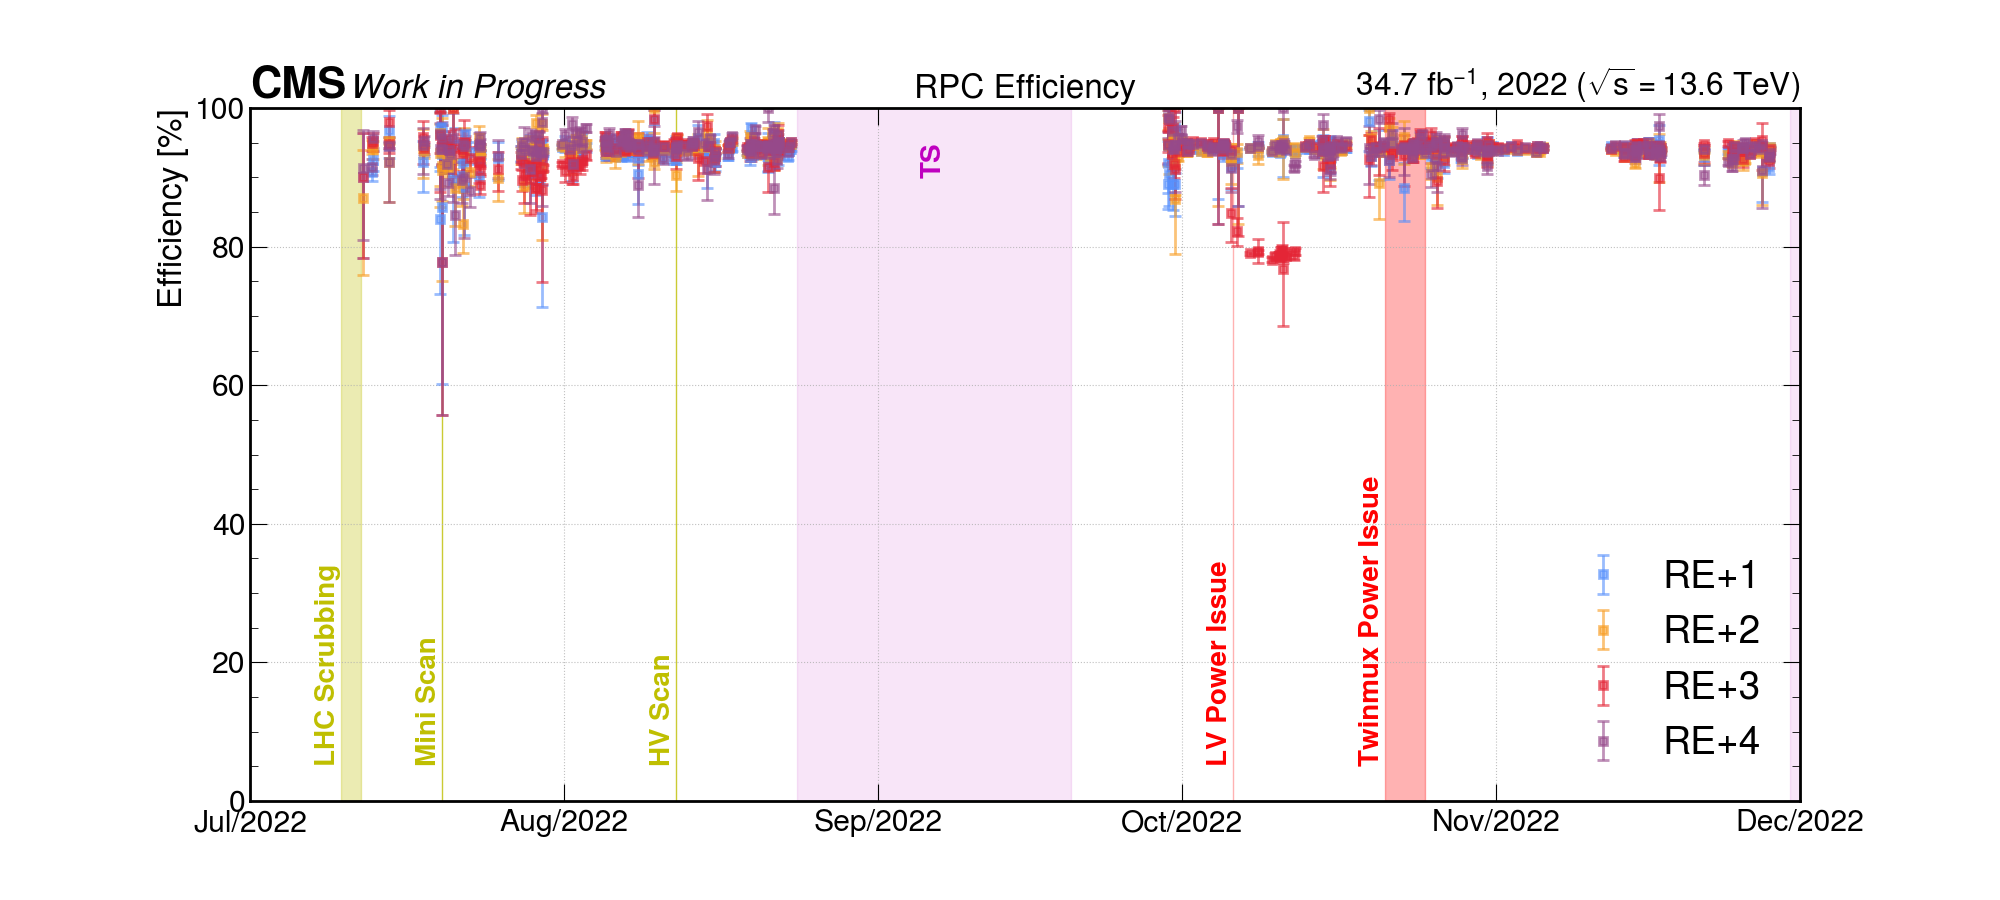 CMS Work in Progress RPC Efficiency 34.7 fb⁻¹, 2022 (√s = 13.6 TeV)
Efficiency [%]
100
80
60
40
20
0
LHC Scrubbing
Mini Scan
HV Scan
TS
LV Power Issue
Twinmux Power Issue
RE+1
RE+2
RE+3
RE+4
Jul/2022 Aug/2022 Sep/2022 Oct/2022 Nov/2022 Dec/2022